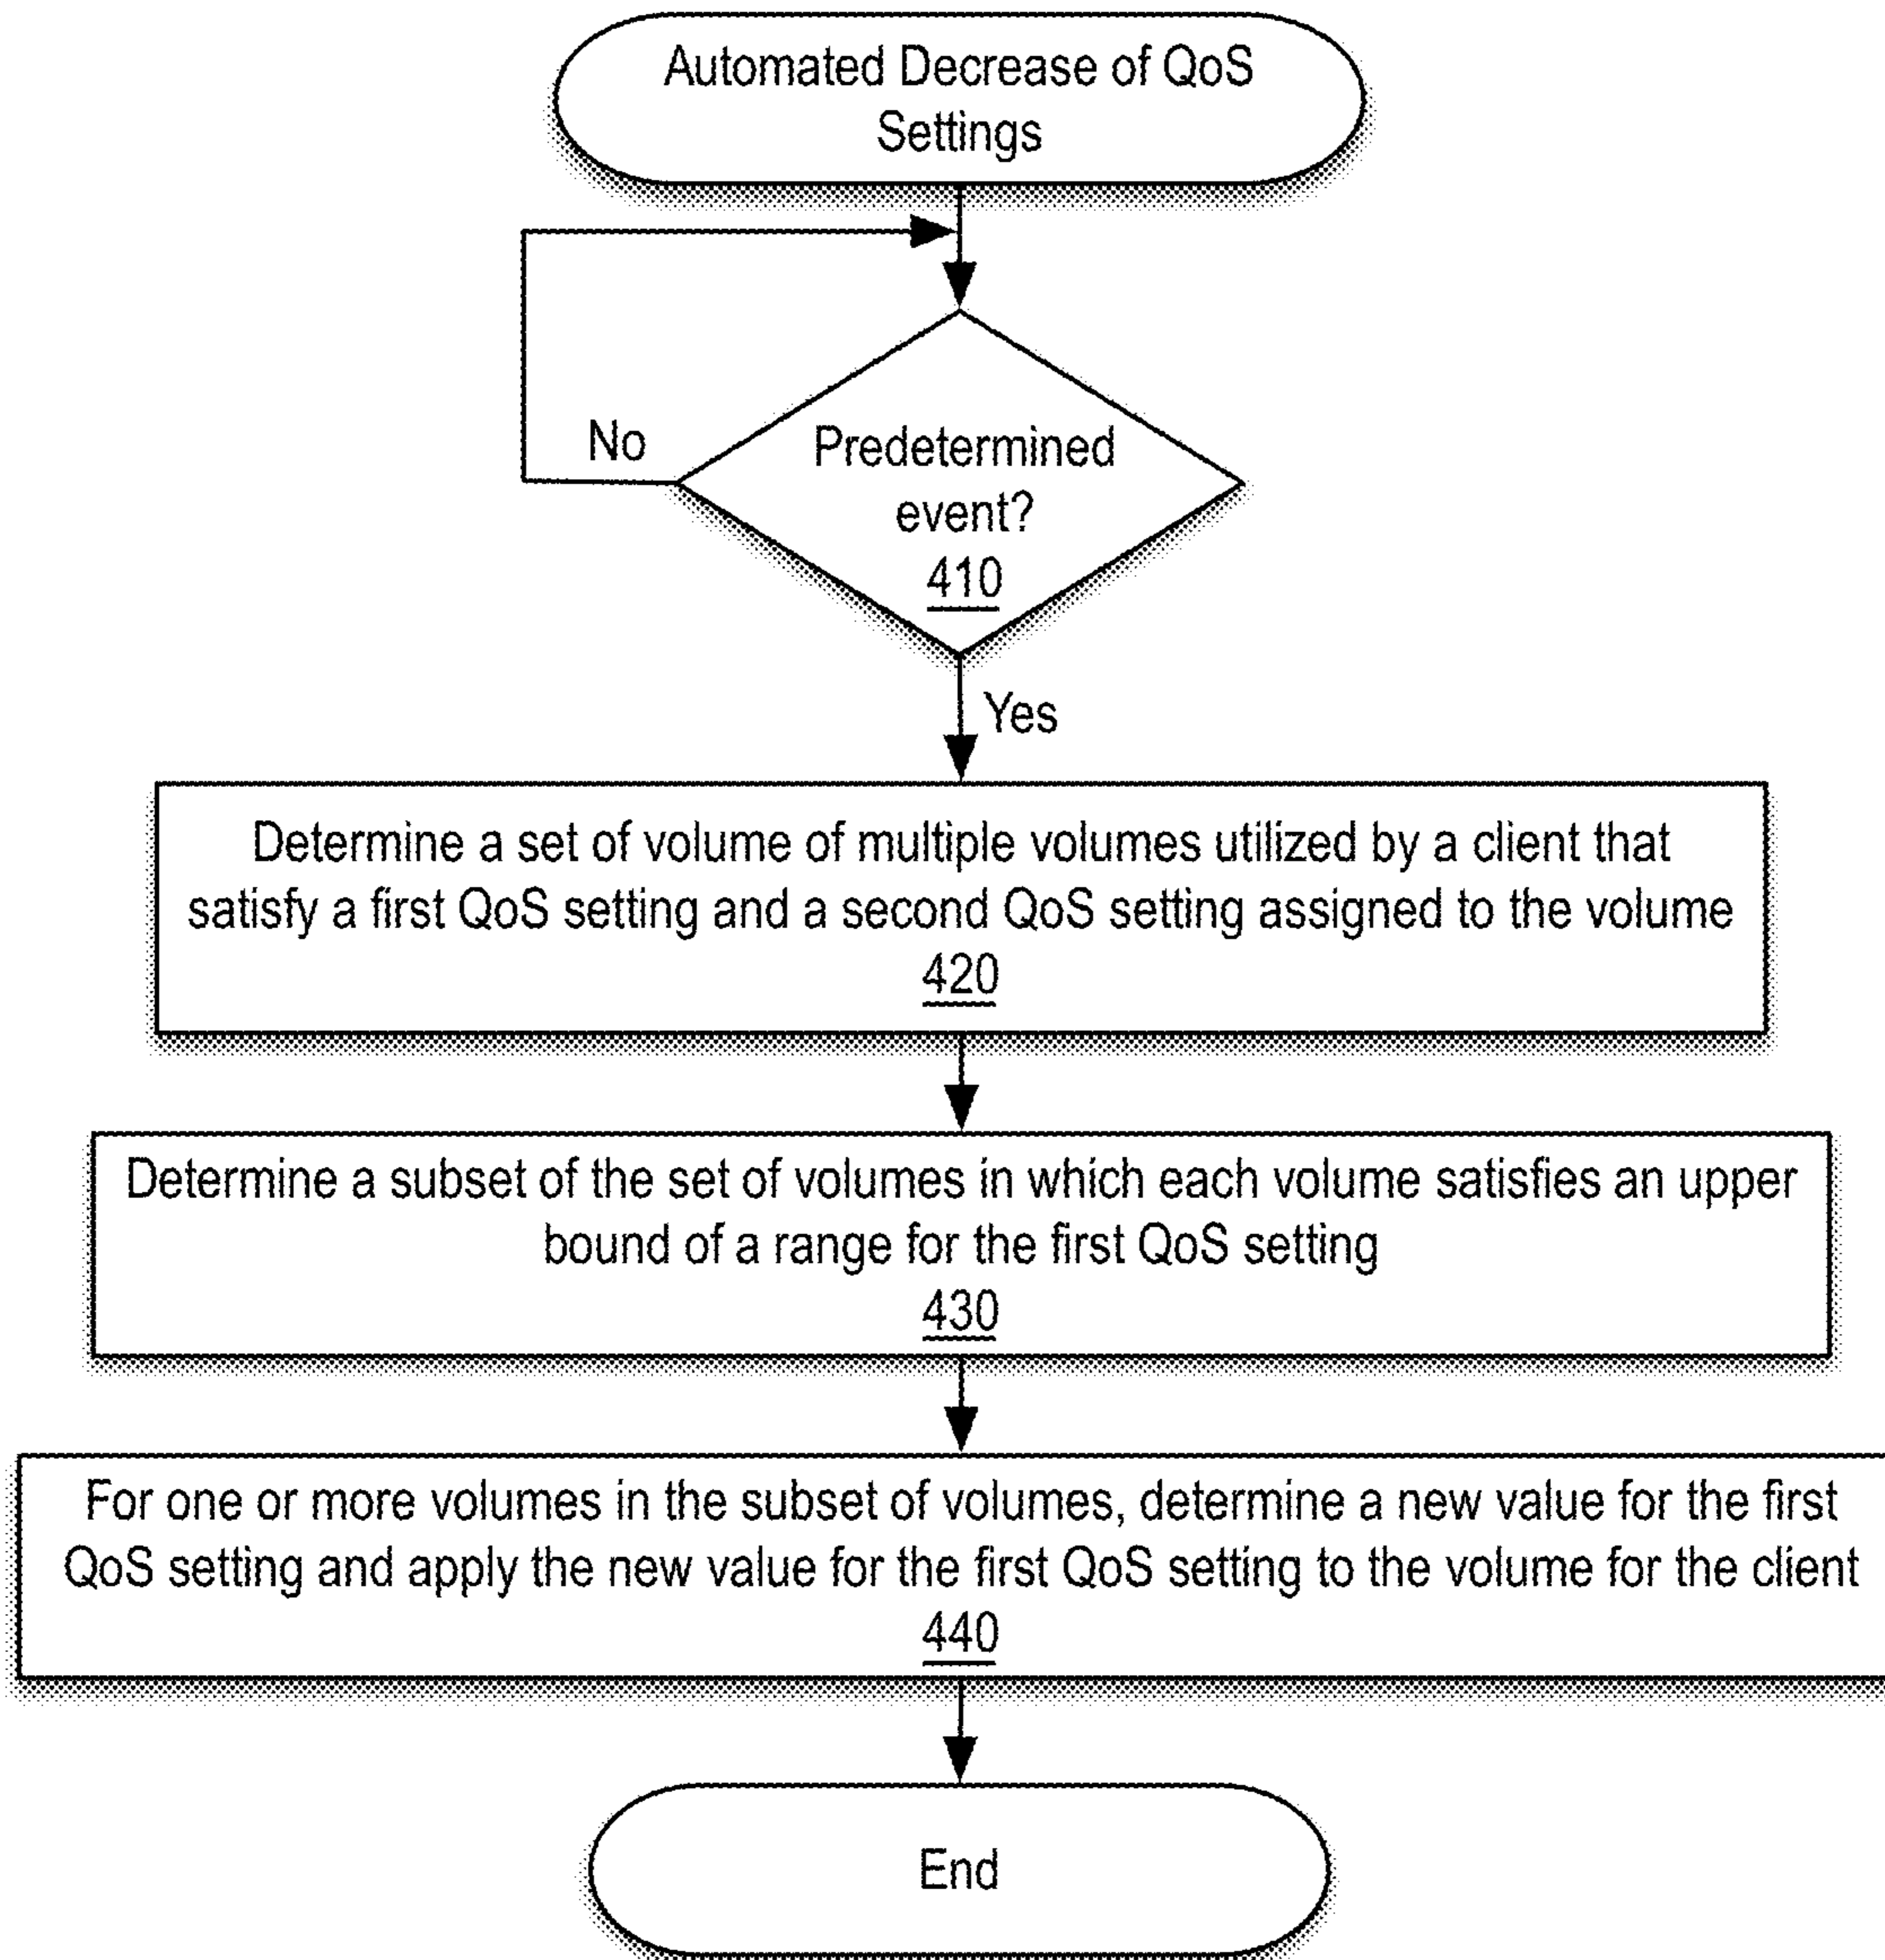 Automated Decrease of QoS
Settings
No
Predetermined
event?
410
Yes
Determine a set of volume of multiple volumes utilized by a client that
satisfy a first QoS setting and a second QoS setting assigned to the volume
420
Determine a subset of the set of volumes in which each volume satisfies an upper
bound of a range for the first QoS setting
430
For one or more volumes in the subset of volumes, determine a new value for the first
QoS setting and apply the new value for the first QoS setting to the volume for the client
440
End